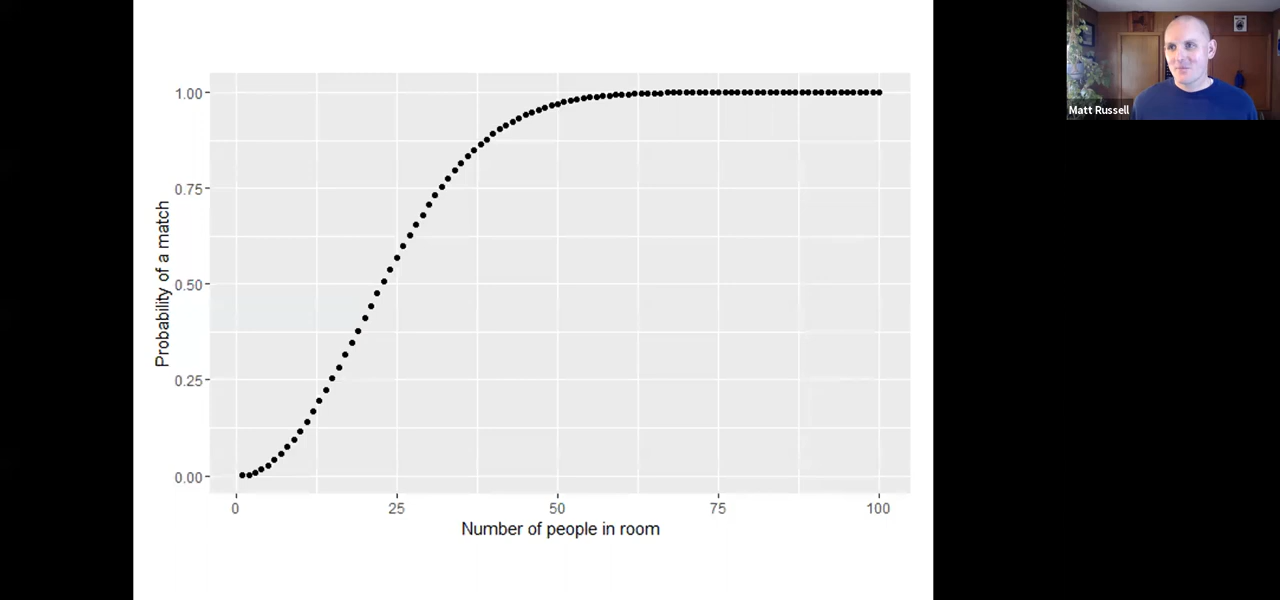 1.00
0.75
0.50
0.25
0.00
Probability of a match
0 25 50 75 100
Number of people in room
Matt Russell